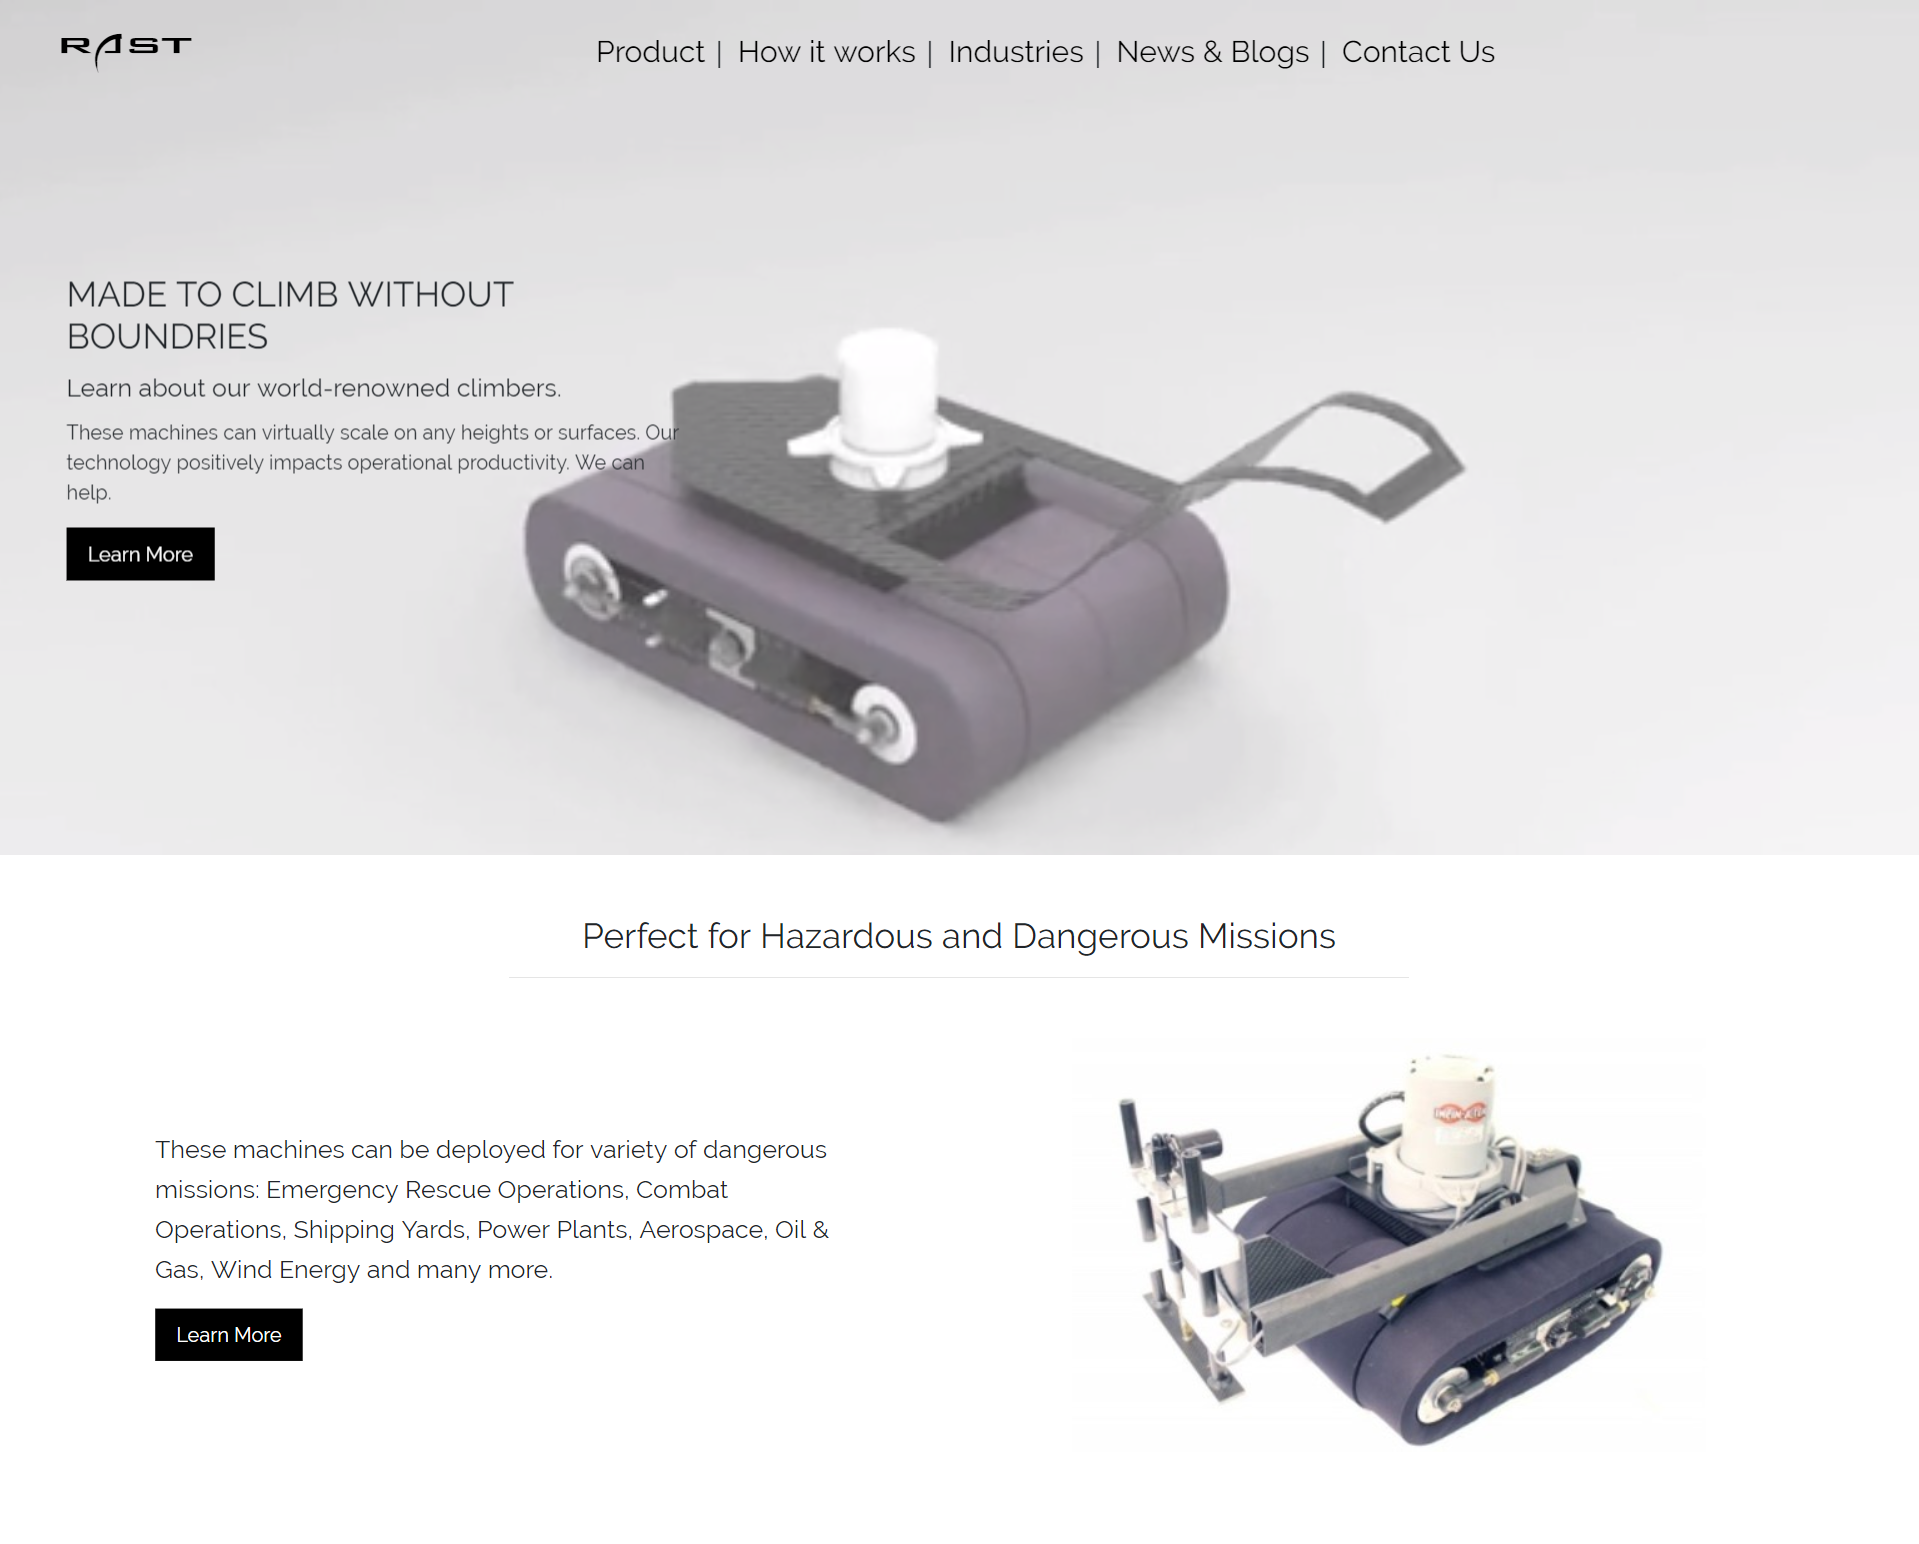 RAST
Product | How it works | Industries | News & Blogs | Contact Us
MADE TO CLIMB WITHOUT
BOUNDRIES
Learn about our world-renowned climbers.
These machines can virtually scale on any heights or surfaces. Our
technology positively impacts operational productivity. We can
help.
Learn More
Perfect for Hazardous and Dangerous Missions
These machines can be deployed for variety of dangerous
missions: Emergency Rescue Operations, Combat
Operations, Shipping Yards, Power Plants, Aerospace, Oil &
Gas, Wind Energy and many more.
Learn More